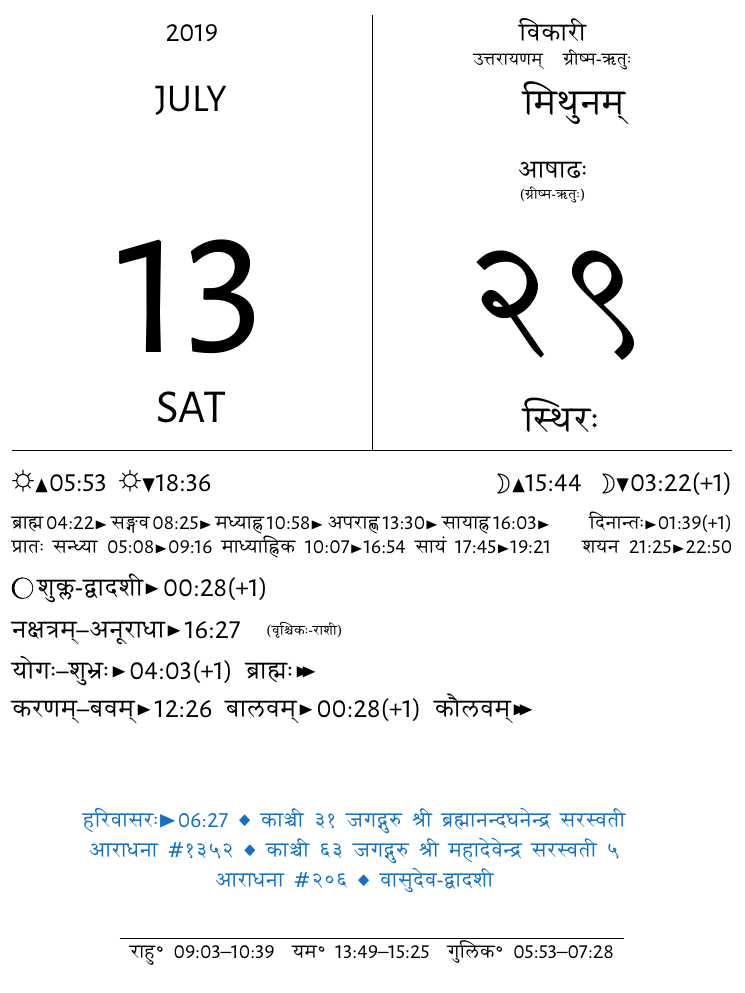 2019
JULY
13
SAT
विकारी
उत्तरायणम् ग्रीष्म-ऋतुः
मिथुनम्
आषाढः
(ग्रीष्म-ऋतुः)
२९
स्थिरः
☼▲05:53 ☼▼18:36 ☽▲15:44 ☽▼03:22(+1)
ब्राह्म 04:22► सङ्गव 08:25► मध्याह्न 10:58► अपराह्ण 13:30► सायाह्न 16:03► दिनान्तः►01:39(+1)
प्रातः सन्ध्या 05:08►09:16 माध्याह्निक 10:07►16:54 सायं 17:45►19:21 शयन 21:25►22:50
शुक्ल-द्वादशी►00:28(+1)
नक्षत्रम्–अनूराधा►16:27 (वृश्चिकः-राशी)
योगः–शुभ्रः►04:03(+1) ब्राह्मः►►
करणम्–बवम्►12:26 बालवम्►00:28(+1) कौलवम्►►
हरिवासरः►06:27 ◆ काञ्ची ३१ जगद्गुरु श्री ब्रह्मानन्दघनेन्द्र सरस्वती
आराधना #१३५२ ◆ काञ्ची ६३ जगद्गुरु श्री महादेवेन्द्र सरस्वती ५
आराधना #२०६ ◆ वासुदेव-द्वादशी
राहु° 09:03–10:39 यम° 13:49–15:25 गुलिक° 05:53–07:28